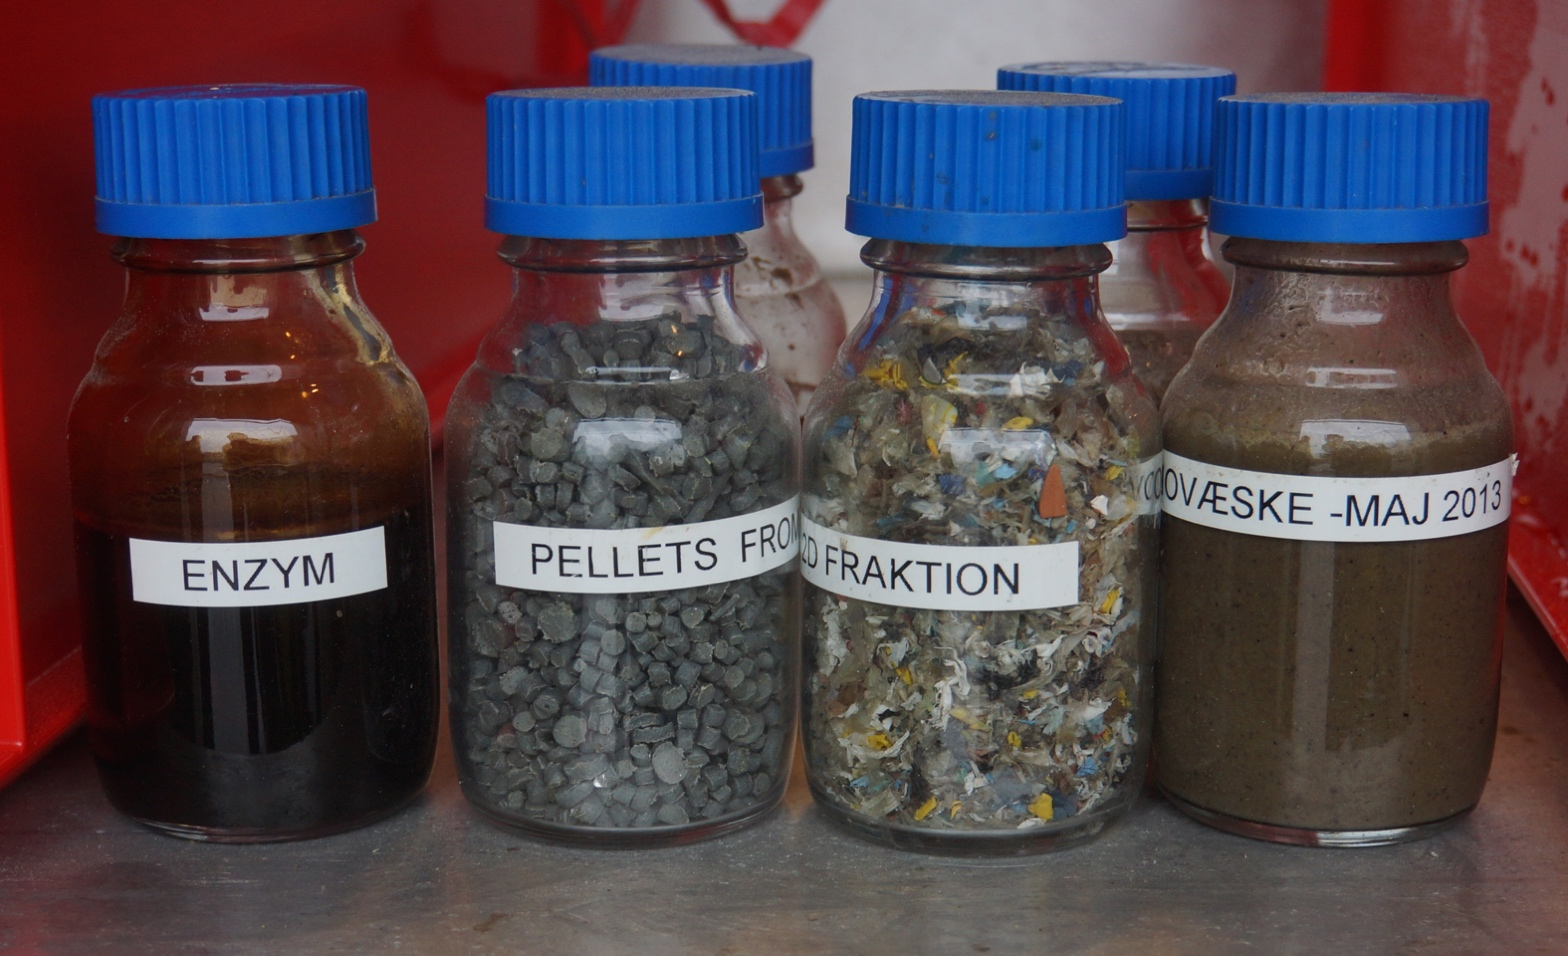 ENZYM
PELLETS FROM
2D FRAKTION
OVÆSKE -MAJ 2013